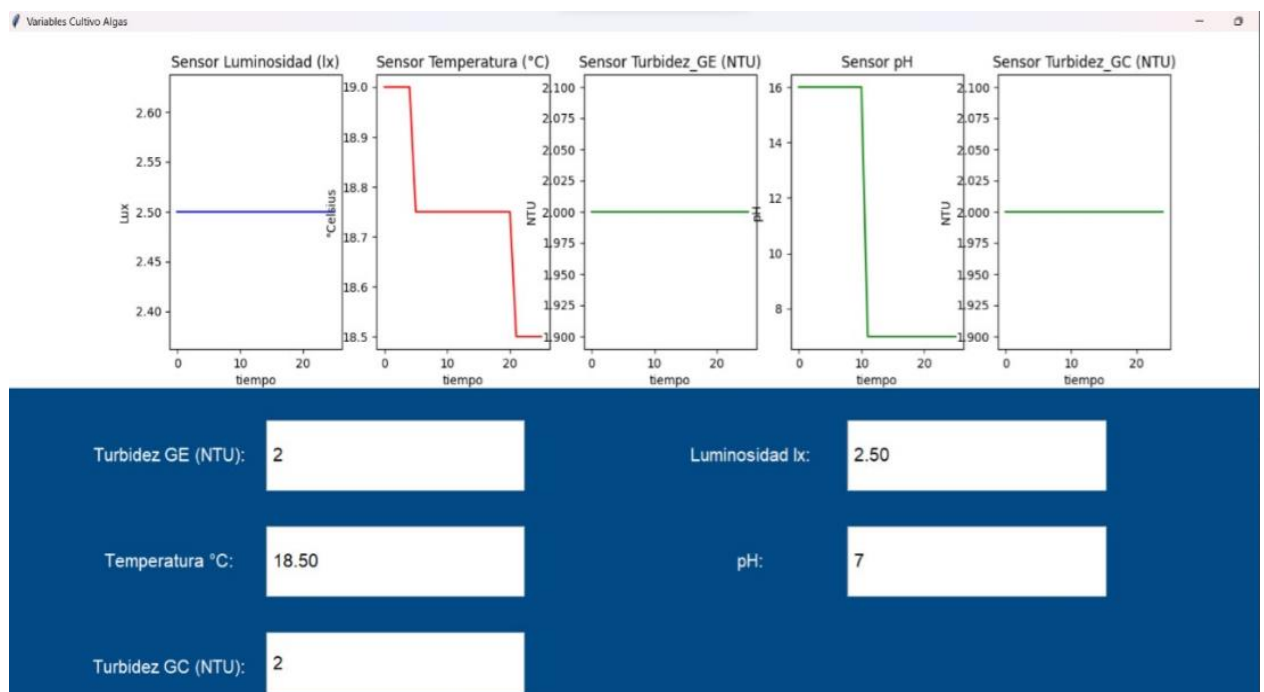 Variables Cultivo Algas
Sensor Luminosidad (lx)
2.60
2.55
2.50
2.45
2.40
Lux
0 10 20
tiempo
Sensor Temperatura (°C)
19.0
18.9
18.8
18.7
18.6
18.5
°Celsius
0 10 20
tiempo
Sensor Turbidez_GE (NTU)
2.100
2.075
2.050
2.025
2.000
1.975
1.950
1.925
1.900
NTU
0 10 20
tiempo
Sensor pH
16
14
12
10
8
pH
0 10 20
tiempo
Sensor Turbidez_GC (NTU)
2.100
2.075
2.050
2.025
2.000
1.975
1.950
1.925
1.900
NTU
0 10 20
tiempo
Turbidez GE (NTU): 2
Luminosidad lx: 2.50
Temperatura °C: 18.50
pH: 7
Turbidez GC (NTU): 2